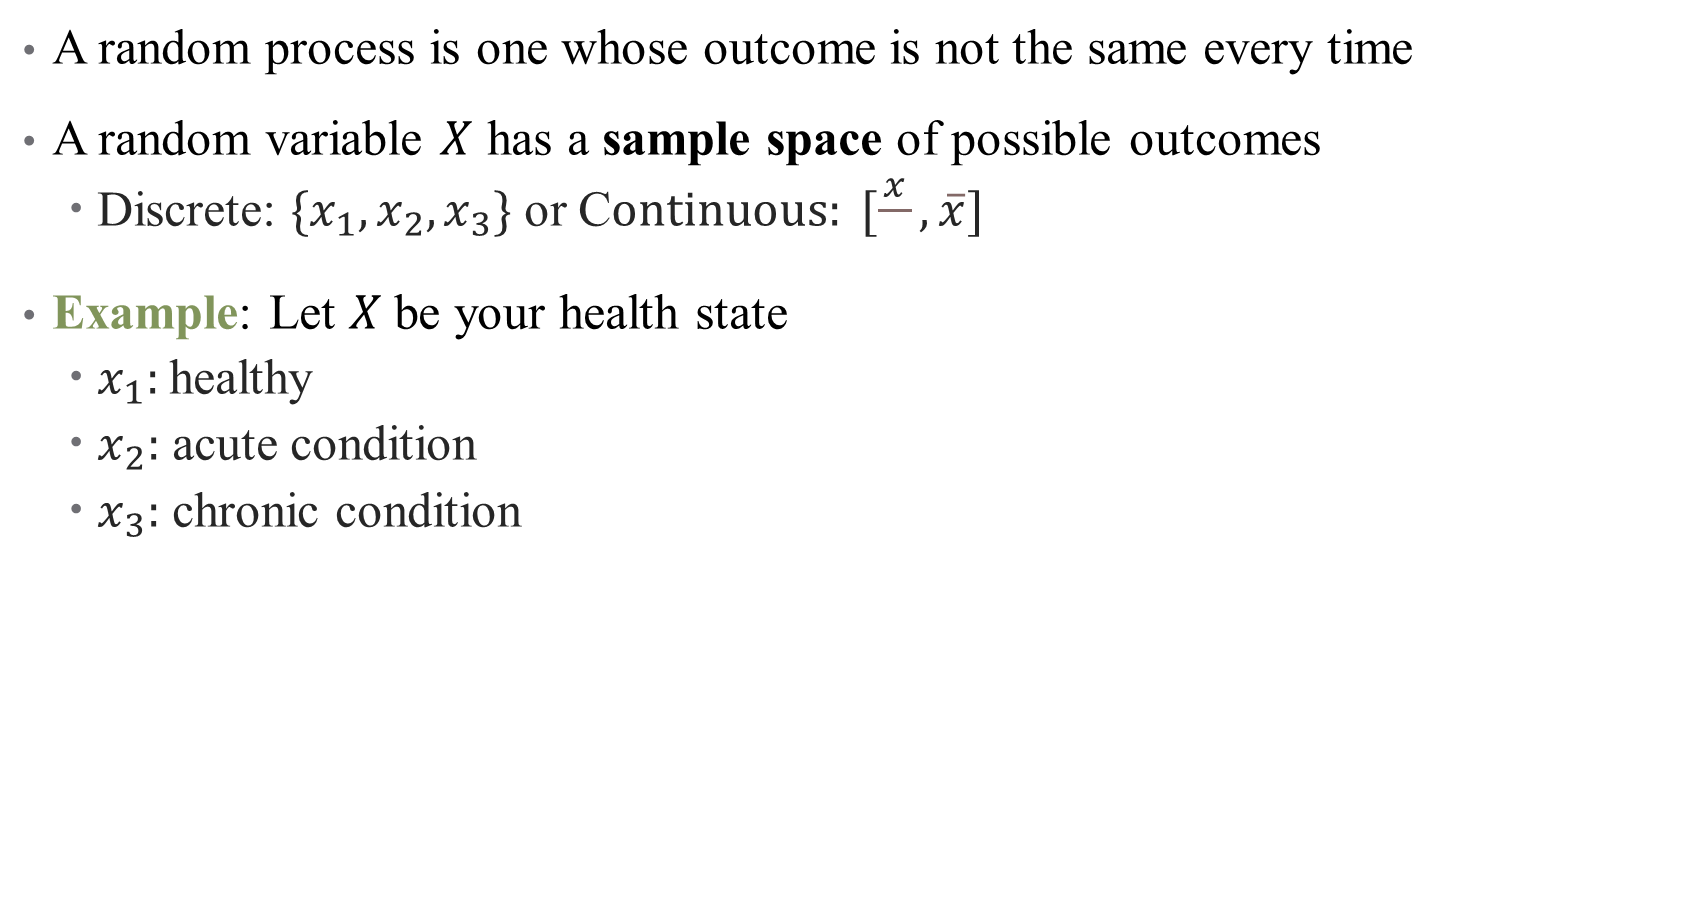 • A random process is one whose outcome is not the same every time
• A random variable X has a sample space of possible outcomes
• Discrete: {x₁, x₂, x₃} or Continuous: [x̲, x̄]
• Example: Let X be your health state
• x₁: healthy
• x₂: acute condition
• x₃: chronic condition